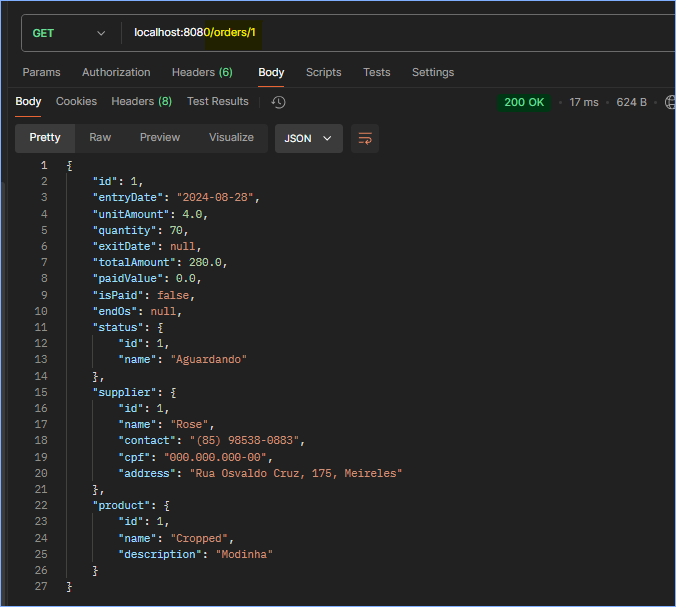 GET localhost:8080/orders/1
Params Authorization Headers (6) Body Scripts Tests Settings
Body Cookies Headers (8) Test Results 200 OK • 17 ms • 624 B •
Pretty Raw Preview Visualize JSON
1 {
2 "id": 1,
3 "entryDate": "2024-08-28",
4 "unitAmount": 4.0,
5 "quantity": 70,
6 "exitDate": null,
7 "totalAmount": 280.0,
8 "paidValue": 0.0,
9 "isPaid": false,
10 "endOs": null,
11 "status": {
12 "id": 1,
13 "name": "Aguardando"
14 },
15 "supplier": {
16 "id": 1,
17 "name": "Rose",
18 "contact": "(85) 98538-0883",
19 "cpf": "000.000.000-00",
20 "address": "Rua Osvaldo Cruz, 175, Meireles"
21 },
22 "product": {
23 "id": 1,
24 "name": "Cropped",
25 "description": "Modinha"
26 }
27 }